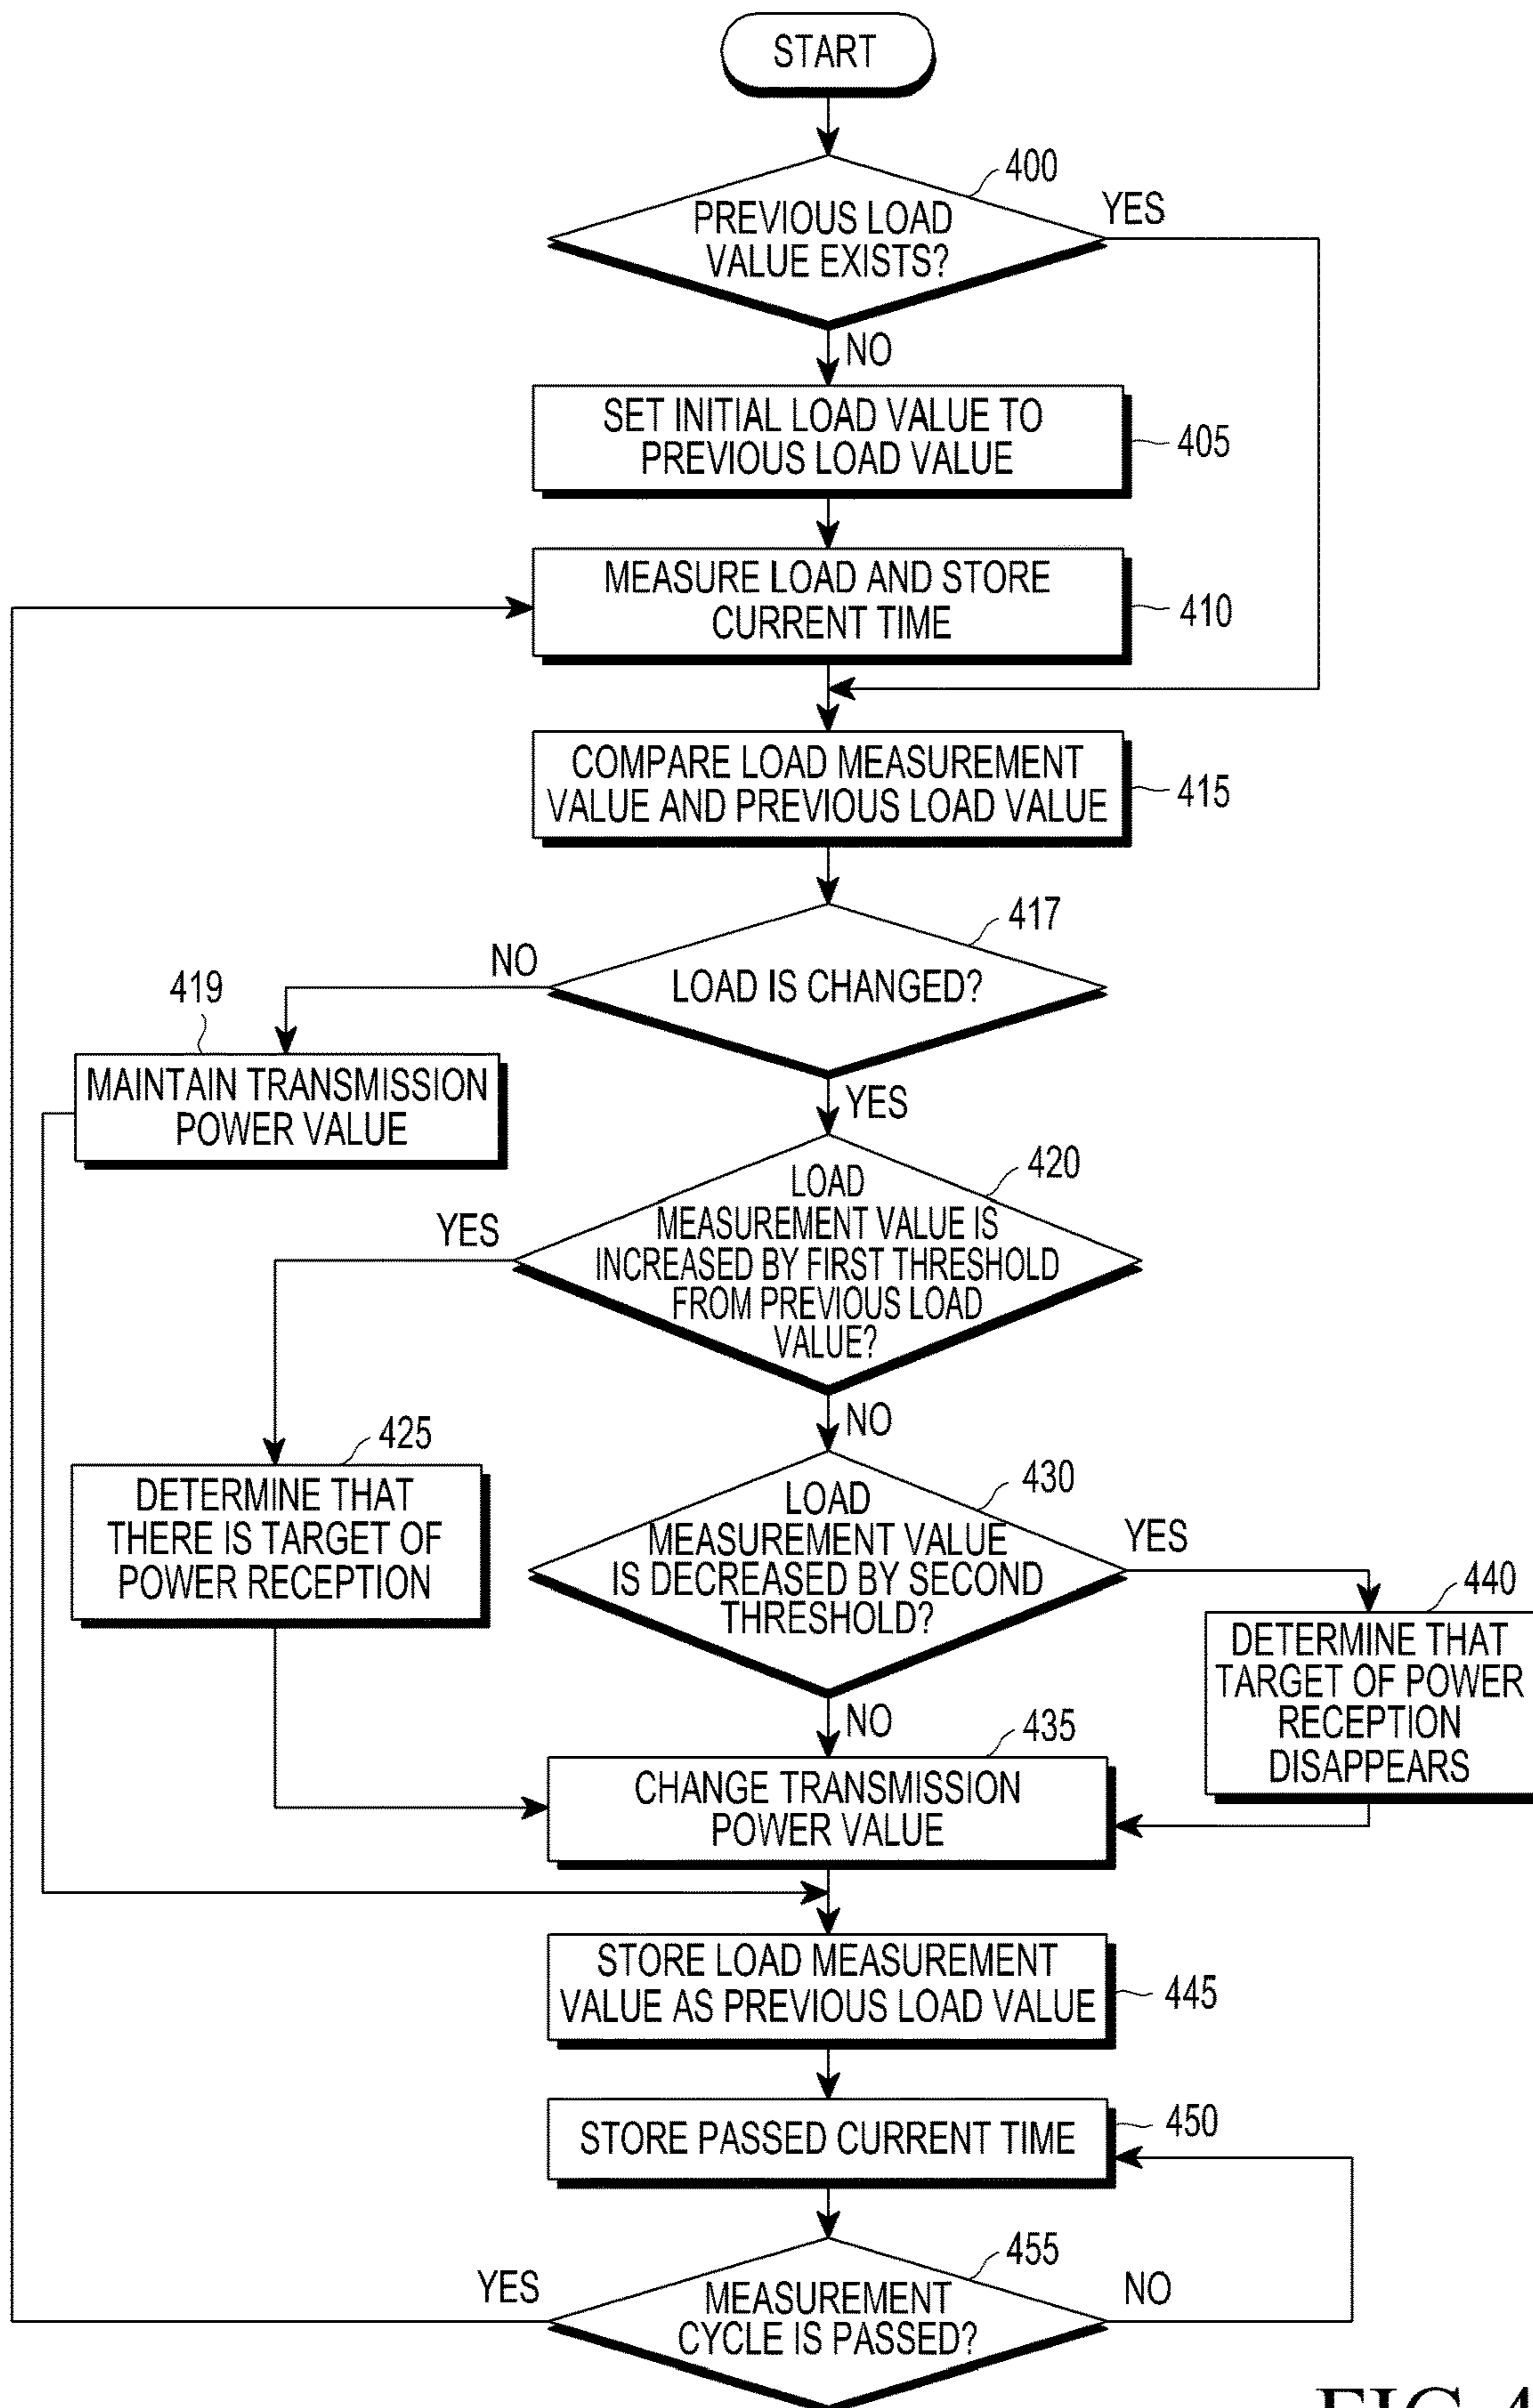 START
400
PREVIOUS LOAD
VALUE EXISTS?
YES
NO
SET INITIAL LOAD VALUE TO
PREVIOUS LOAD VALUE
405
MEASURE LOAD AND STORE
CURRENT TIME
410
COMPARE LOAD MEASUREMENT
VALUE AND PREVIOUS LOAD VALUE
415
417
NO
LOAD IS CHANGED?
419
MAINTAIN TRANSMISSION
POWER VALUE
YES
420
YES
LOAD
MEASUREMENT VALUE IS
INCREASED BY FIRST THRESHOLD
FROM PREVIOUS LOAD
VALUE?
NO
425
DETERMINE THAT
THERE IS TARGET OF
POWER RECEPTION
430
LOAD
MEASUREMENT VALUE
IS DECREASED BY SECOND
THRESHOLD?
YES
440
DETERMINE THAT
TARGET OF POWER
RECEPTION
DISAPPEARS
NO
435
CHANGE TRANSMISSION
POWER VALUE
STORE LOAD MEASUREMENT
VALUE AS PREVIOUS LOAD VALUE
445
STORE PASSED CURRENT TIME
450
455
YES
MEASUREMENT
CYCLE IS PASSED?
NO
FIG.4